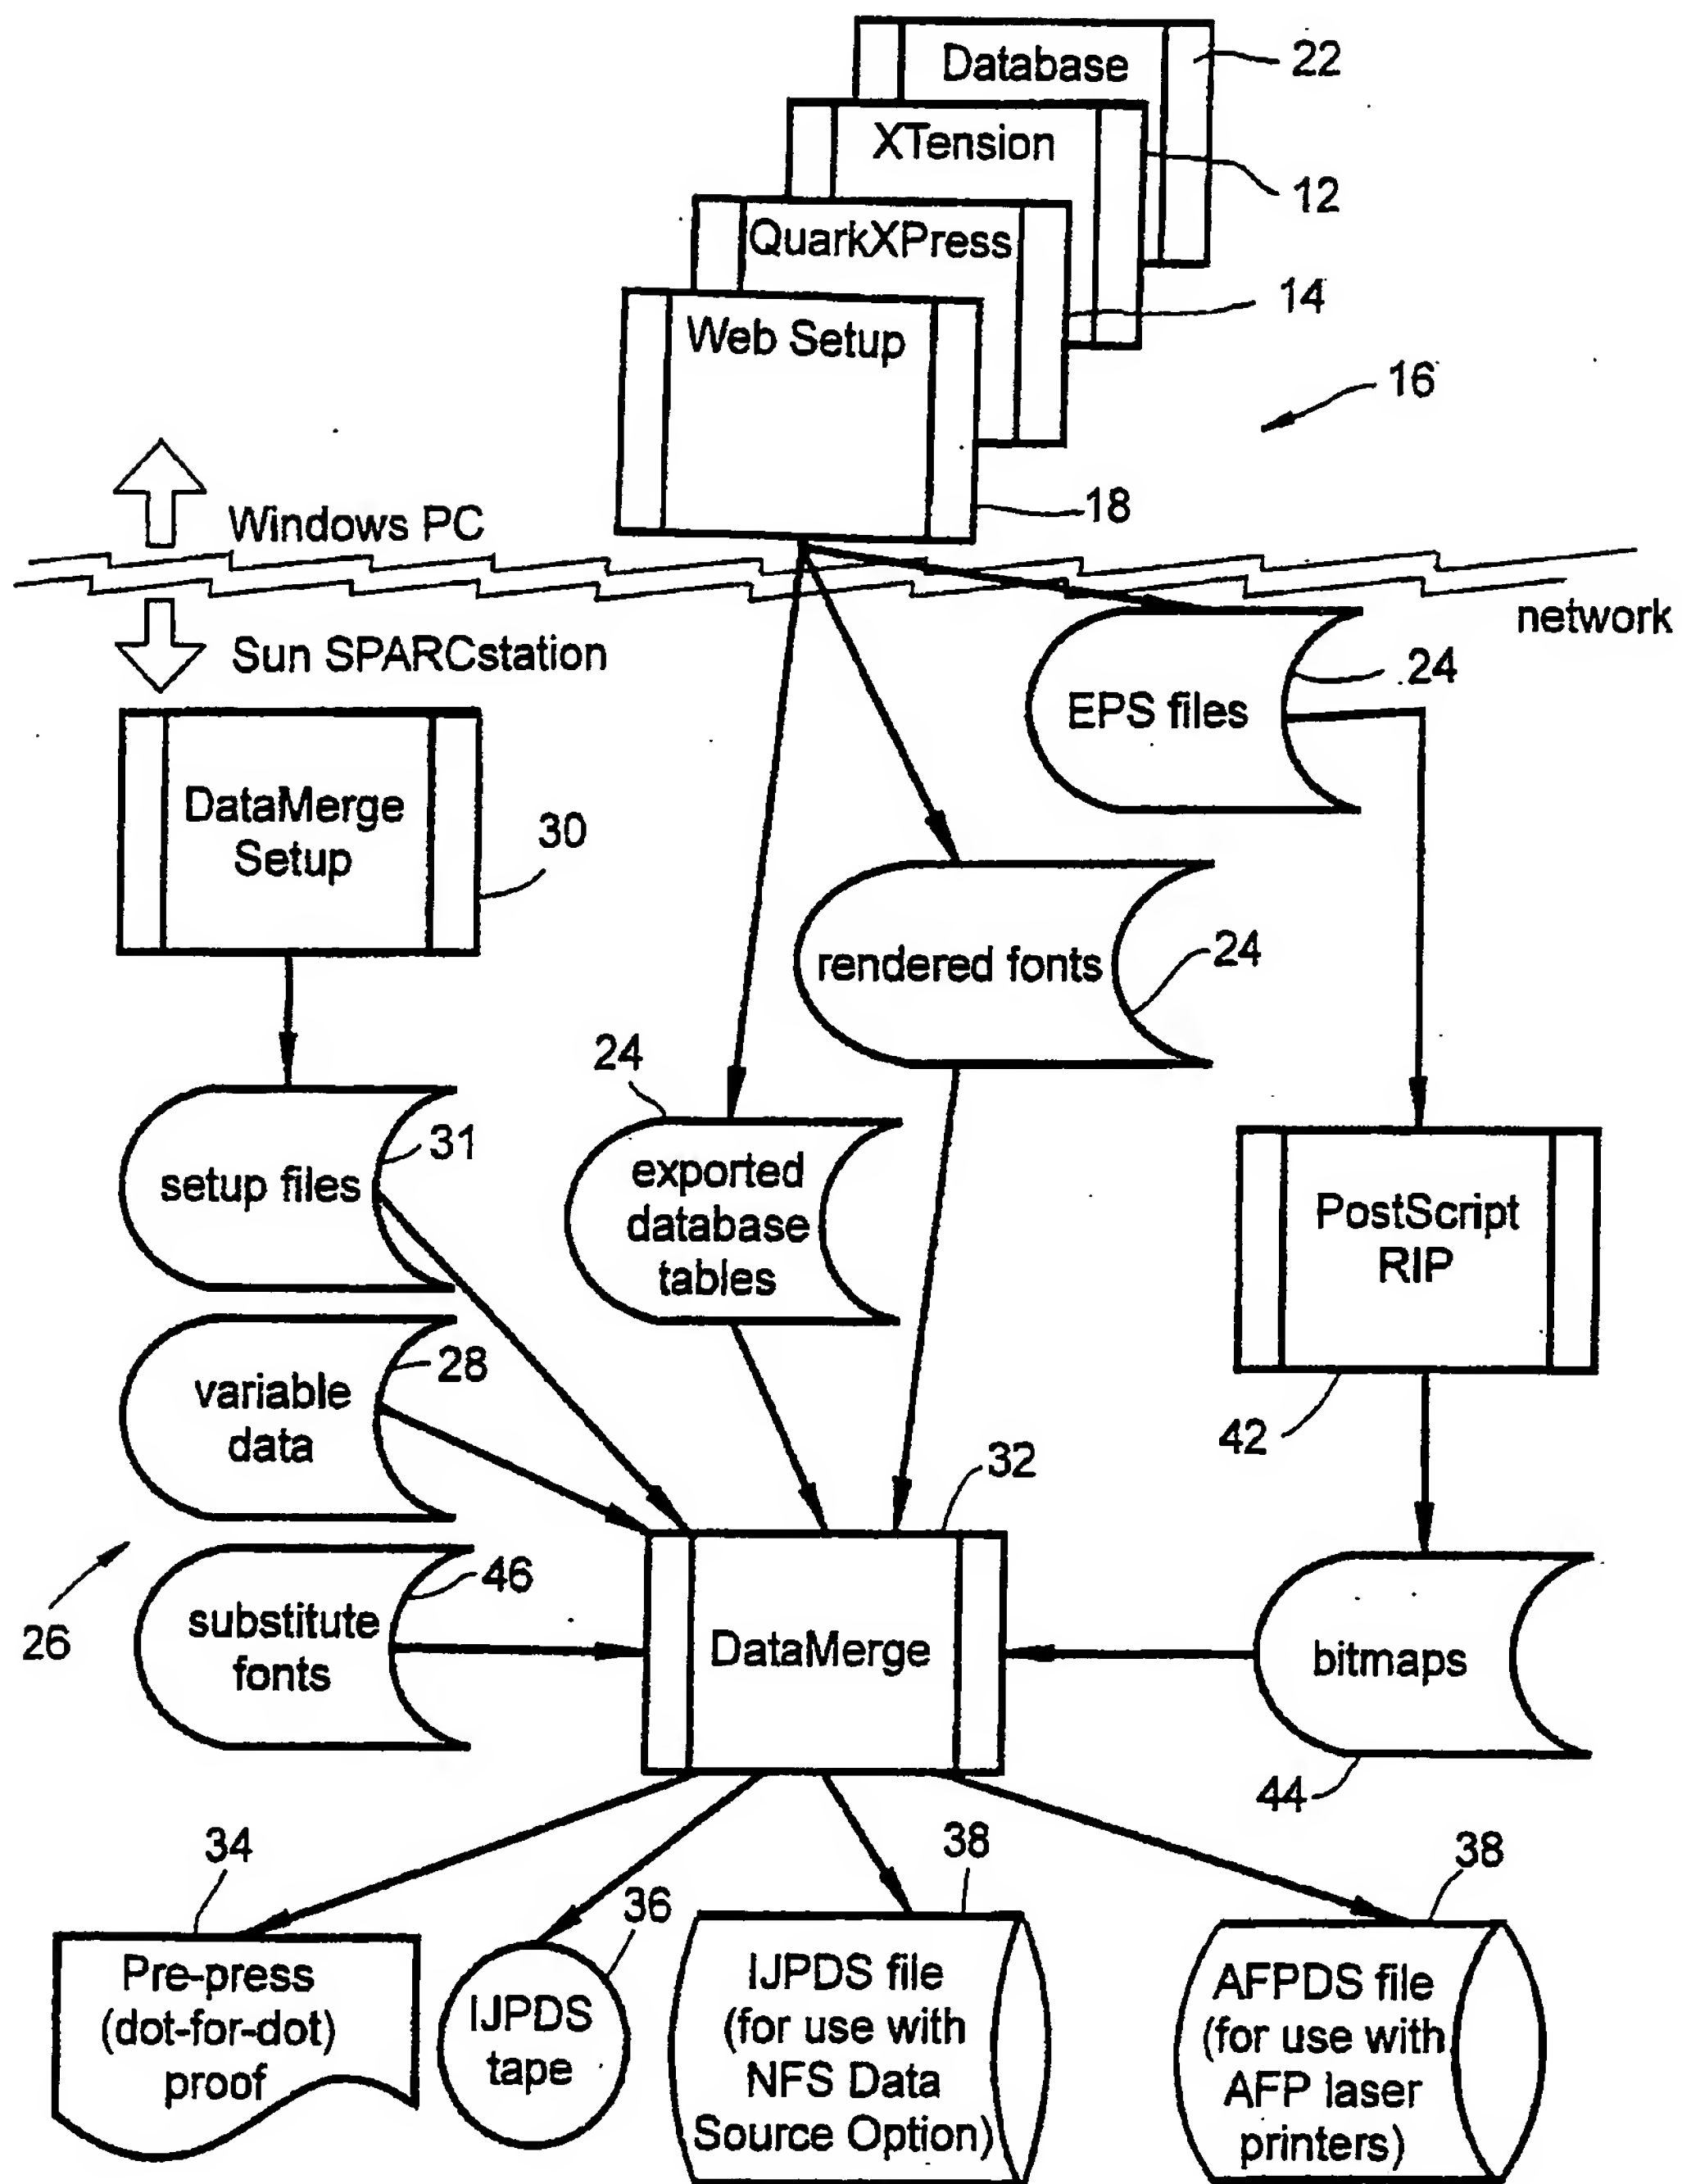 Database
22
XTension
12
QuarkXPress
14
Web Setup
16
18
Windows PC
network
Sun SPARCstation
24
EPS files
DataMerge
Setup
30
rendered fonts
24
24
31
setup files
exported
database
tables
PostScript
RIP
28
variable
data
42
32
46
substitute
fonts
26
DataMerge
bitmaps
44
34
36
38
38
Pre-press
(dot-for-dot)
proof
IJPDS
tape
IJPDS file
(for use with
NFS Data
Source Option)
AFPDS file
(for use with
AFP laser
printers)